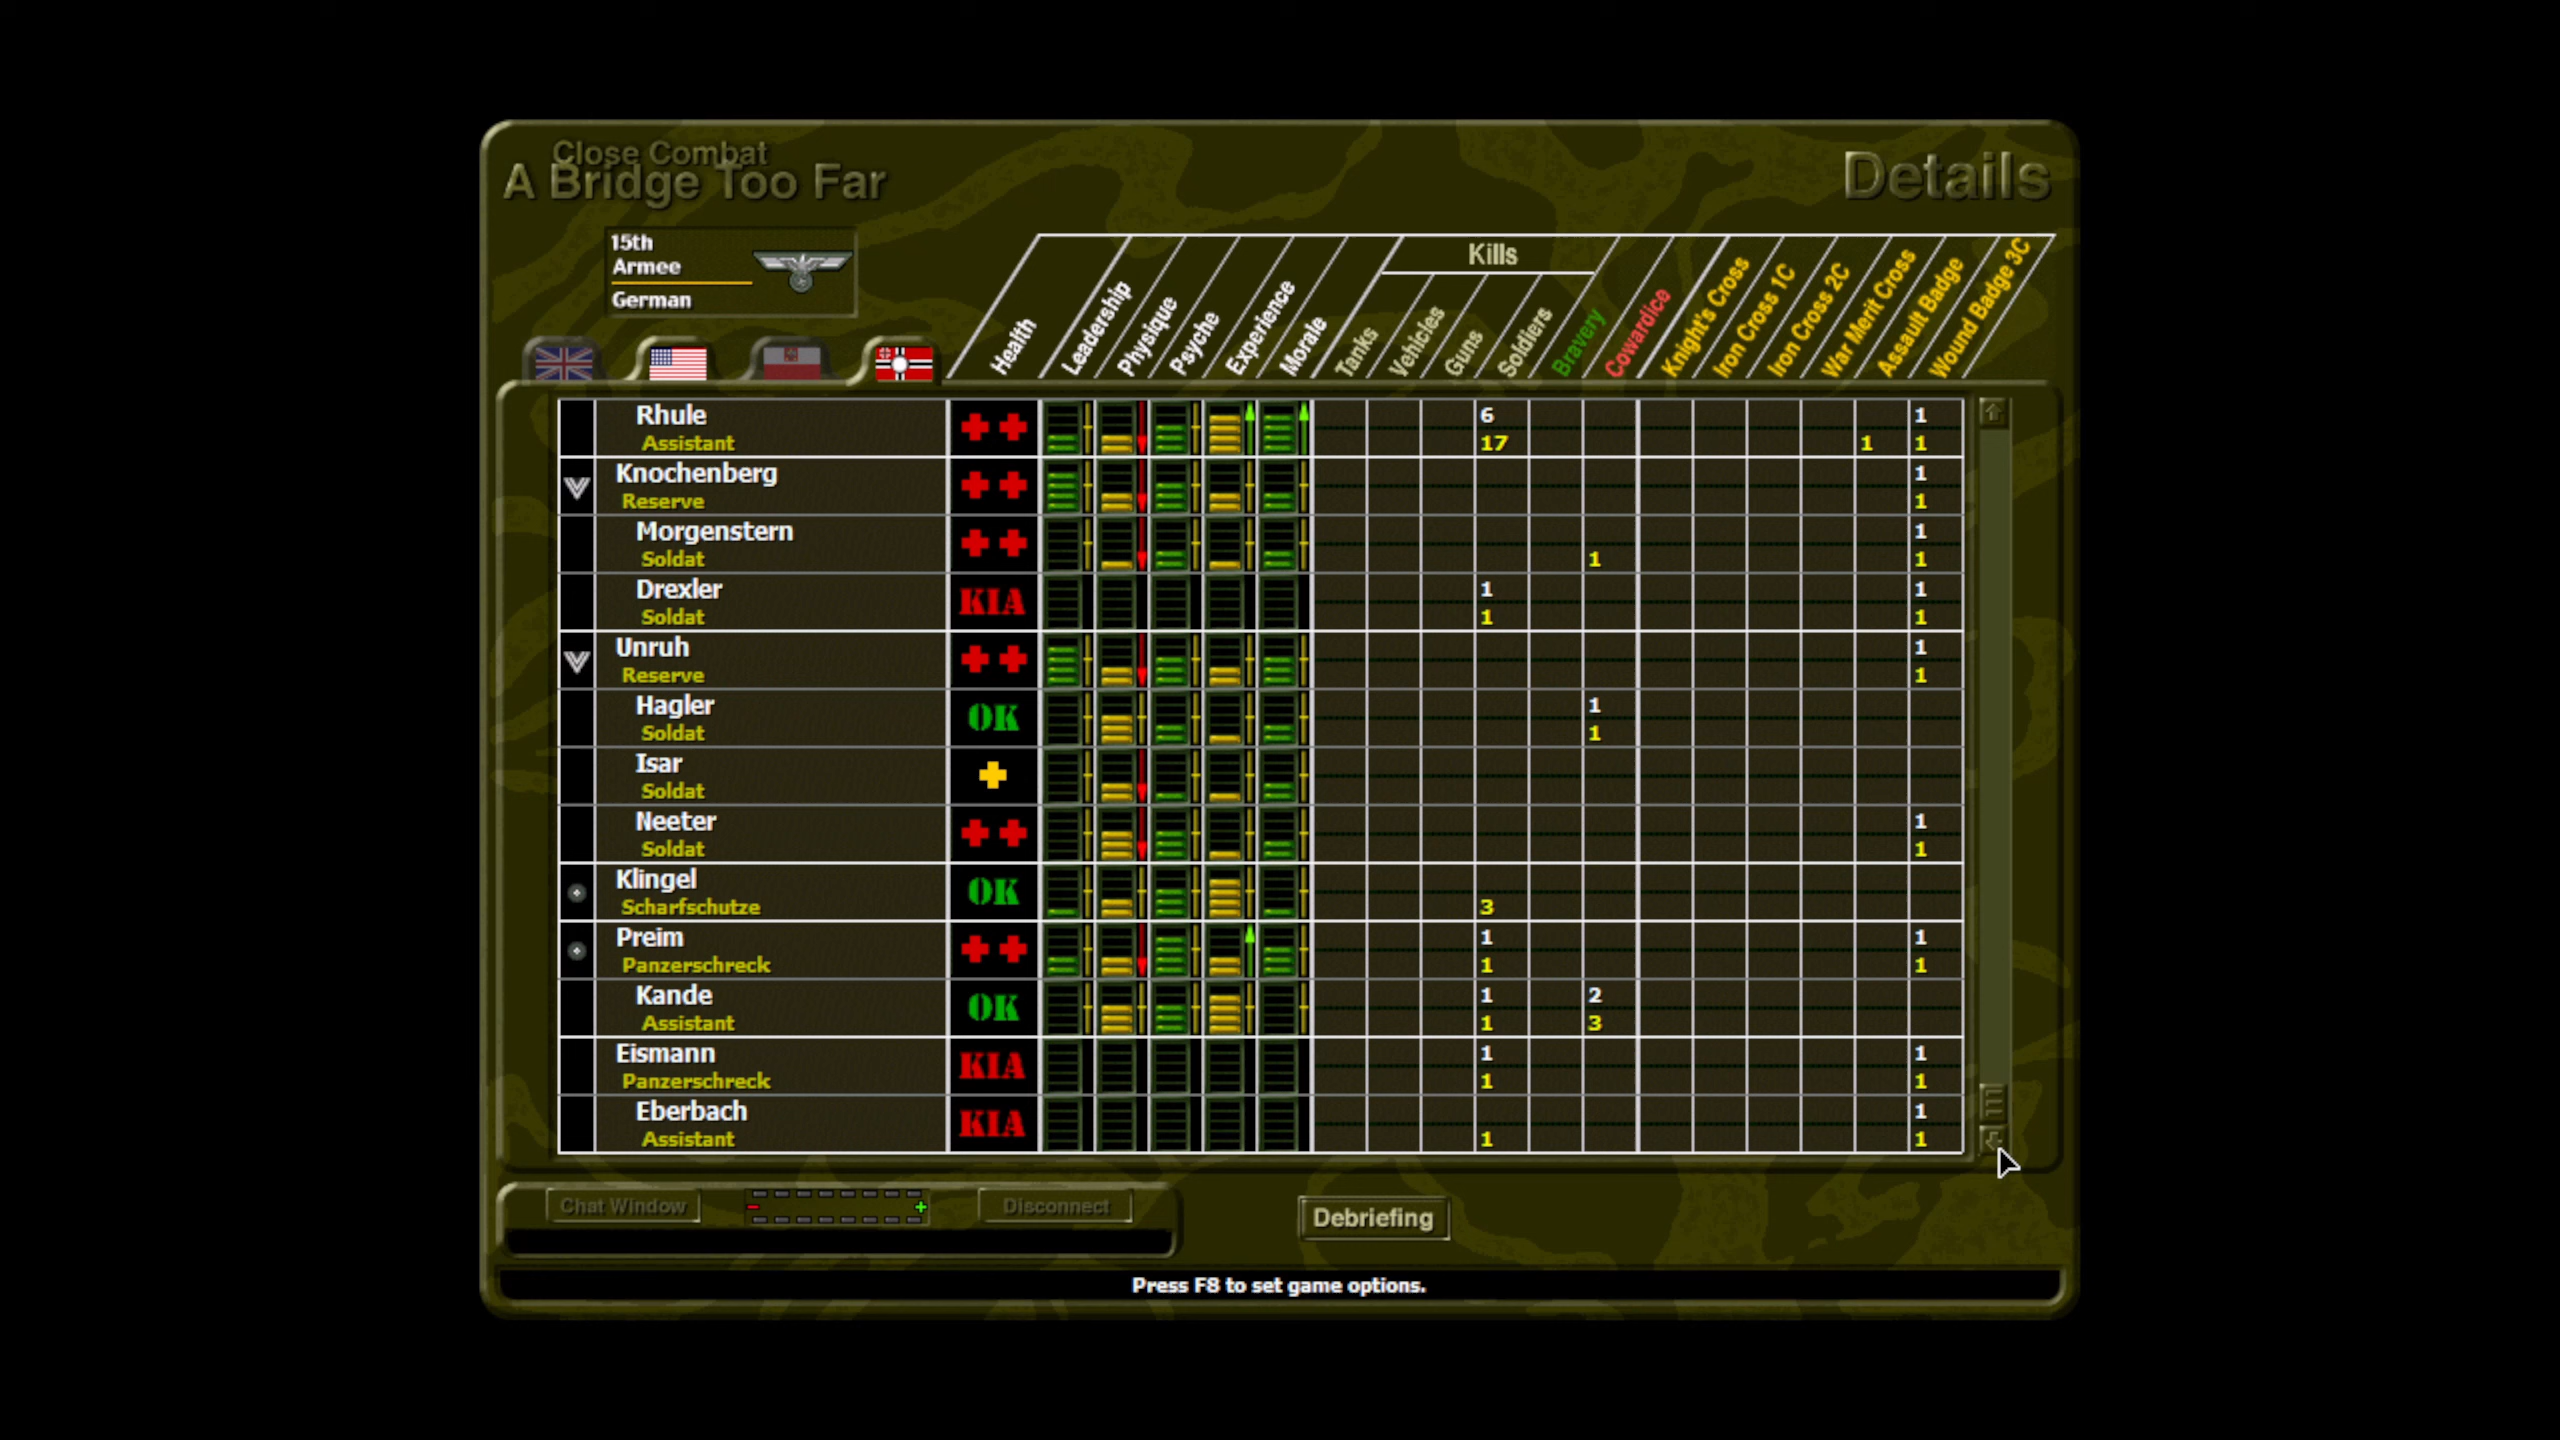 Close Combat
A Bridge Too Far
Details
15th
Armee
German
Kills
Health
Leadership
Physique
Psyche
Experience
Morale
Tanks
Vehicles
Guns
Soldiers
Bravery
Cowardice
Knight's Cross
Iron Cross 1C
Iron Cross 2C
War Merit Cross
Assault Badge
Wound Badge 3C
Rhule 6 1
Assistant 17 1 1
Knochenberg 1
Reserve 1
Morgenstern 1
Soldat 1 1
Drexler KIA 1 1
Soldat 1 1
Unruh 1
Reserve 1
Hagler OK 1
Soldat 1
Isar
Soldat
Neeter 1
Soldat 1
Klingel OK
Scharfschutze 3
Preim 1 1
Panzerschreck 1 1
Kande OK 1 2
Assistant 1 3
Eismann KIA 1 1
Panzerschreck 1 1
Eberbach KIA 1
Assistant 1 1
Chat Window
Disconnect
Debriefing
Press F8 to set game options.